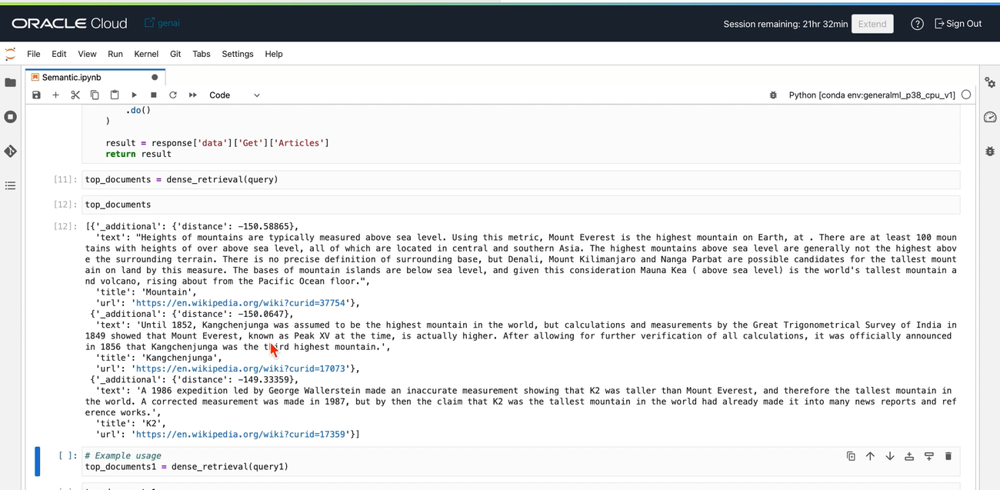 ORACLE Cloud genai Session remaining: 21hr 32min Extend Sign Out
File Edit View Run Kernel Git Tabs Settings Help
Semantic.ipynb
Code Python [conda env:generalml_p38_cpu_v1]
.do()
)
result = response['data']['Get']['Articles']
return result
[11]: top_documents = dense_retrieval(query)
[12]: top_documents
[12]: [{'_additional': {'distance': -150.58865},
'text': "Heights of mountains are typically measured above sea level. Using this metric, Mount Everest is the highest mountain on Earth, at . There are at least 100 moun
tains with heights of over above sea level, all of which are located in central and southern Asia. The highest mountains above sea level are generally not the highest abov
e the surrounding terrain. There is no precise definition of surrounding base, but Denali, Mount Kilimanjaro and Nanga Parbat are possible candidates for the tallest mount
ain on land by this measure. The bases of mountain islands are below sea level, and given this consideration Mauna Kea ( above sea level) is the world's tallest mountain a
nd volcano, rising about from the Pacific Ocean floor.",
'title': 'Mountain',
'url': 'https://en.wikipedia.org/wiki?curid=37754'},
{'_additional': {'distance': -150.0647},
'text': 'Until 1852, Kangchenjunga was assumed to be the highest mountain in the world, but calculations and measurements by the Great Trigonometrical Survey of India in
1849 showed that Mount Everest, known as Peak XV at the time, is actually higher. After allowing for further verification of all calculations, it was officially announced
in 1856 that Kangchenjunga was the third highest mountain.',
'title': 'Kangchenjunga',
'url': 'https://en.wikipedia.org/wiki?curid=17073'},
{'_additional': {'distance': -149.33359},
'text': 'A 1986 expedition led by George Wallerstein made an inaccurate measurement showing that K2 was taller than Mount Everest, and therefore the tallest mountain in
the world. A corrected measurement was made in 1987, but by then the claim that K2 was the tallest mountain in the world had already made it into many news reports and ref
erence works.',
'title': 'K2',
'url': 'https://en.wikipedia.org/wiki?curid=17359'}]
[ ]: # Example usage
top_documents1 = dense_retrieval(query1)